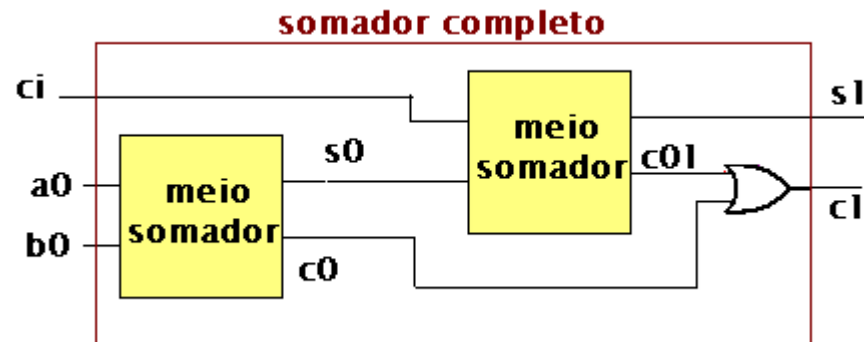 somador completo
ci
s1
meio
somador
s0
c01
a0
meio
somador
c1
b0
c0